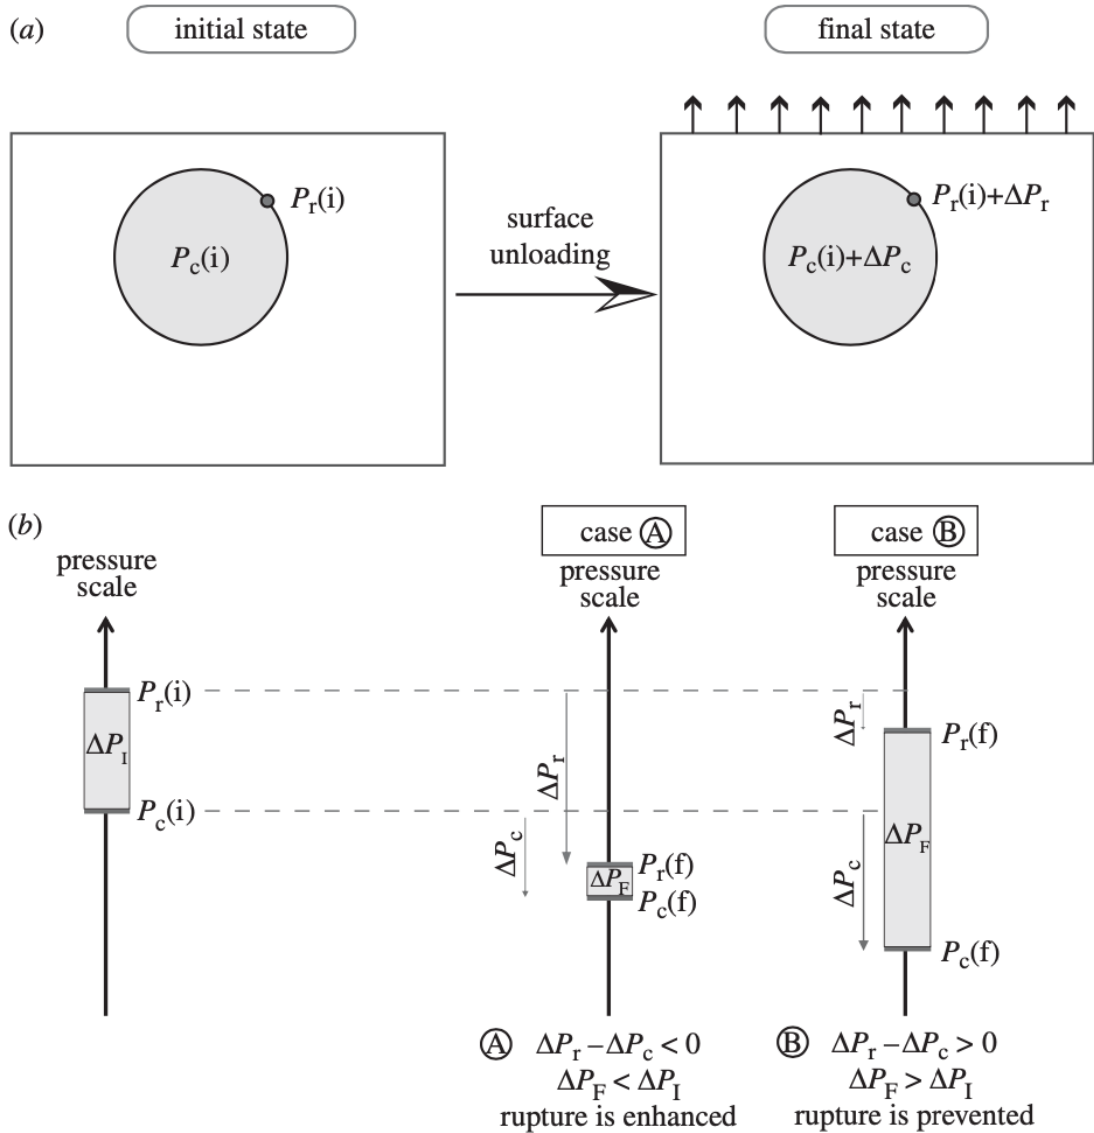 (a)
initial state
final state
P_r(i)
P_c(i)
surface
unloading
P_r(i)+ΔP_r
P_c(i)+ΔP_c
(b)
pressure
scale
P_r(i)
ΔP_I
P_c(i)
case Ⓐ
pressure
scale
ΔP_r
ΔP_c
P_r(f)
ΔP_F
P_c(f)
Ⓐ ΔP_r – ΔP_c < 0
ΔP_F < ΔP_I
rupture is enhanced
case Ⓑ
pressure
scale
ΔP_r
P_r(f)
ΔP_F
ΔP_c
P_c(f)
Ⓑ ΔP_r – ΔP_c > 0
ΔP_F > ΔP_I
rupture is prevented